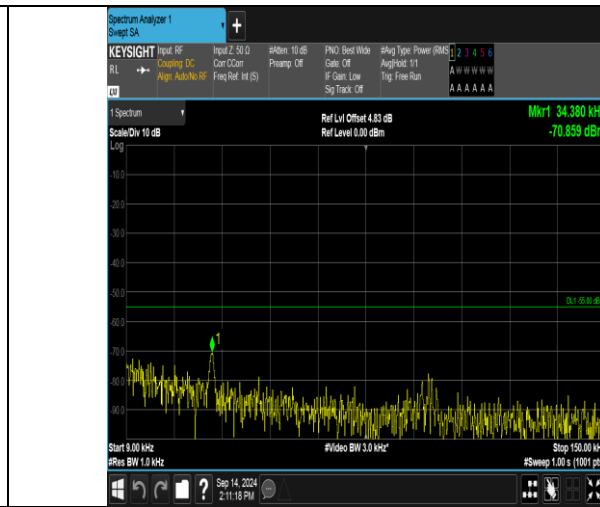 Spectrum Analyzer 1
Swept SA
+
KEYSIGHT Input: RF Input Z: 50 Ω #Atten: 10 dB PNO: Best Wide #Avg Type: Power (RMS 1 2 3 4 5 6
RL Coupling: DC Corr CCorr Preamp: Off Gate: Off Avg|Hold: 1/1 A W W W W W
Align: Auto/No RF Freq Ref: Int (S) IF Gain: Low Trig: Free Run
Sig Track: Off A A A A A A
LXI
1 Spectrum Ref Lvl Offset 4.83 dB Mkr1 34.380 kH
Scale/Div 10 dB Ref Level 0.00 dBm -70.859 dBr
Log
-10.0
-20.0
-30.0
-40.0
DL1 -55.00 dB
-50.0
1
-70.0
-80.0
-90.0
Start 9.00 kHz #Video BW 3.0 kHz* Stop 150.00 kH
#Res BW 1.0 kHz #Sweep 1.00 s (1001 pt
? Sep 14, 2024
2:11:18 PM